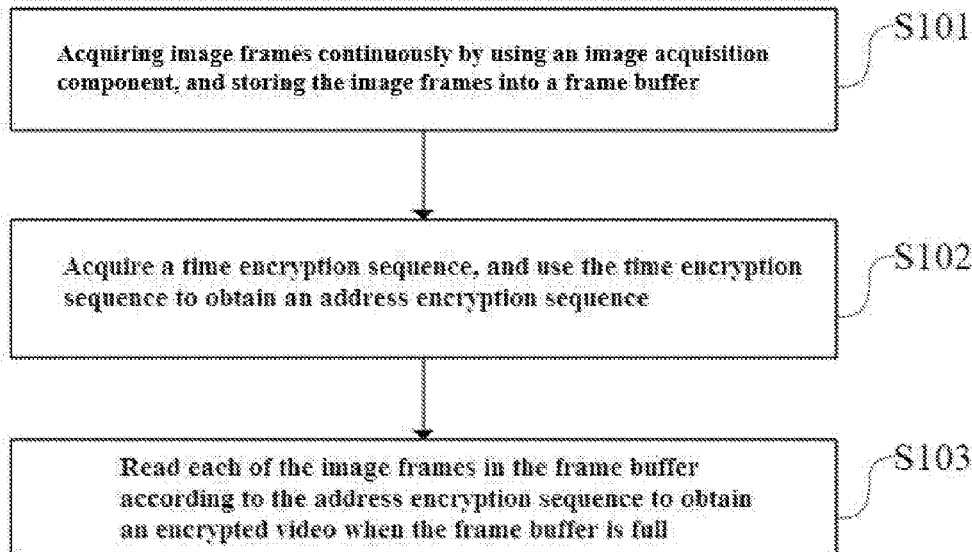 Acquiring image frames continuously by using an image acquisition
component, and storing the image frames into a frame buffer
S101
Acquire a time encryption sequence, and use the time encryption
sequence to obtain an address encryption sequence
S102
Read each of the image frames in the frame buffer
according to the address encryption sequence to obtain
an encrypted video when the frame buffer is full
S103